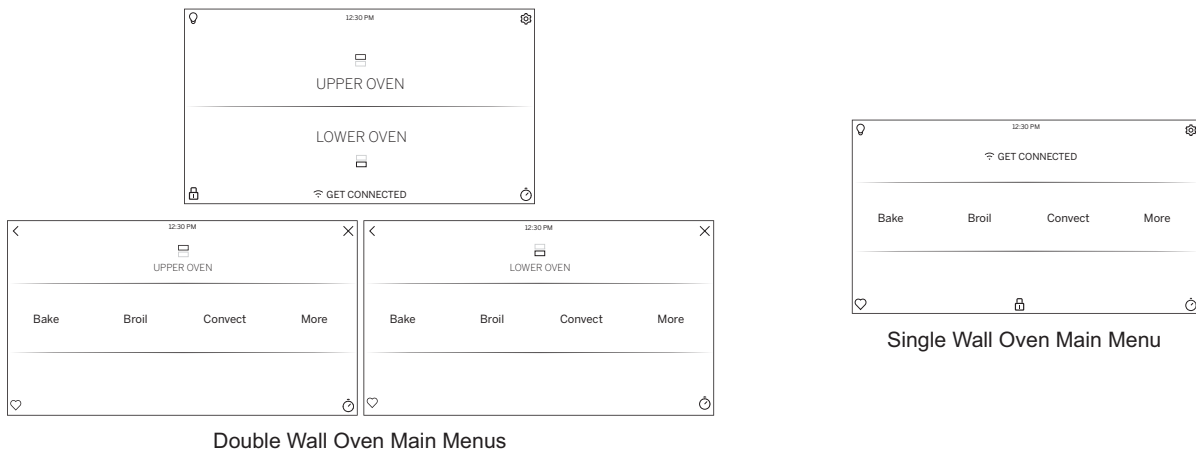 12:30 PM
UPPER OVEN
LOWER OVEN
GET CONNECTED
12:30 PM
UPPER OVEN
Bake Broil Convect More
12:30 PM
LOWER OVEN
Bake Broil Convect More
Double Wall Oven Main Menus
12:30 PM
GET CONNECTED
Bake Broil Convect More
Single Wall Oven Main Menu